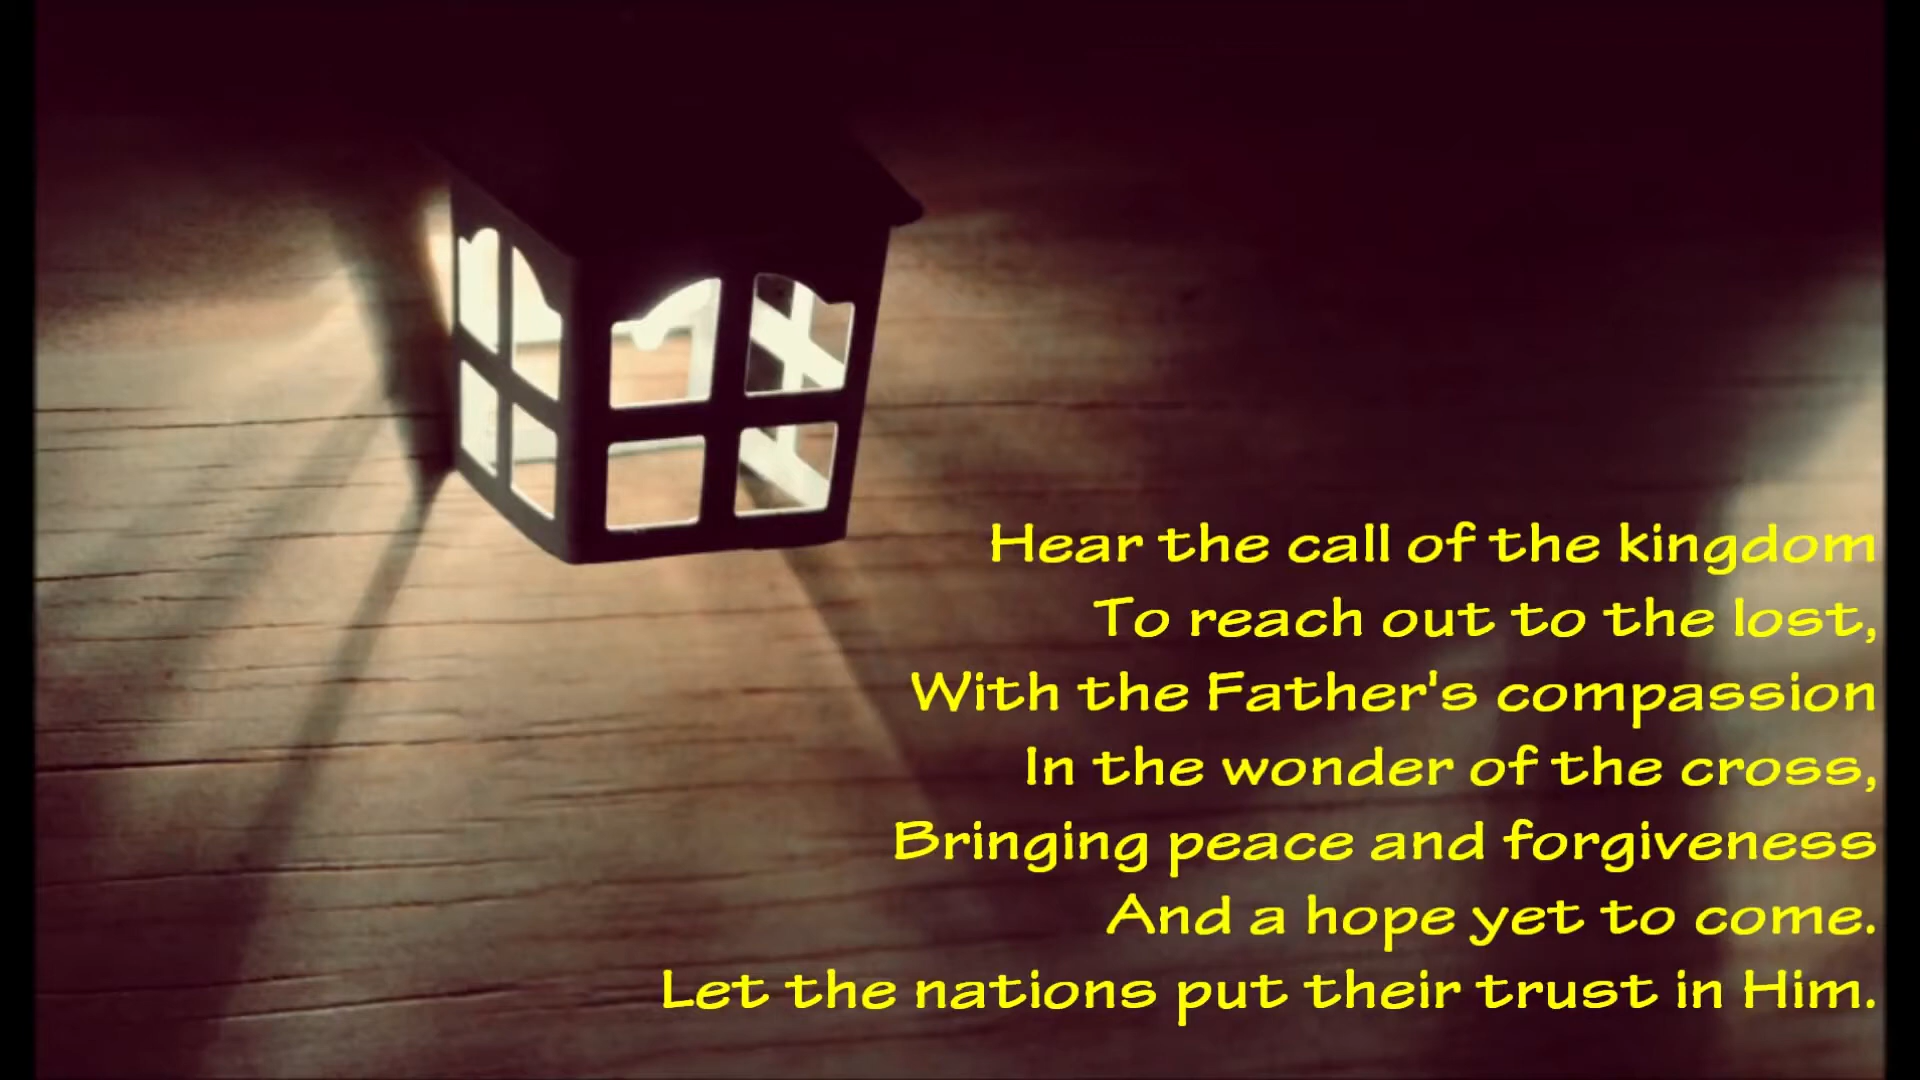 Hear the call of the kingdom
To reach out to the lost,
With the Father's compassion
In the wonder of the cross,
Bringing peace and forgiveness
And a hope yet to come.
Let the nations put their trust in Him.